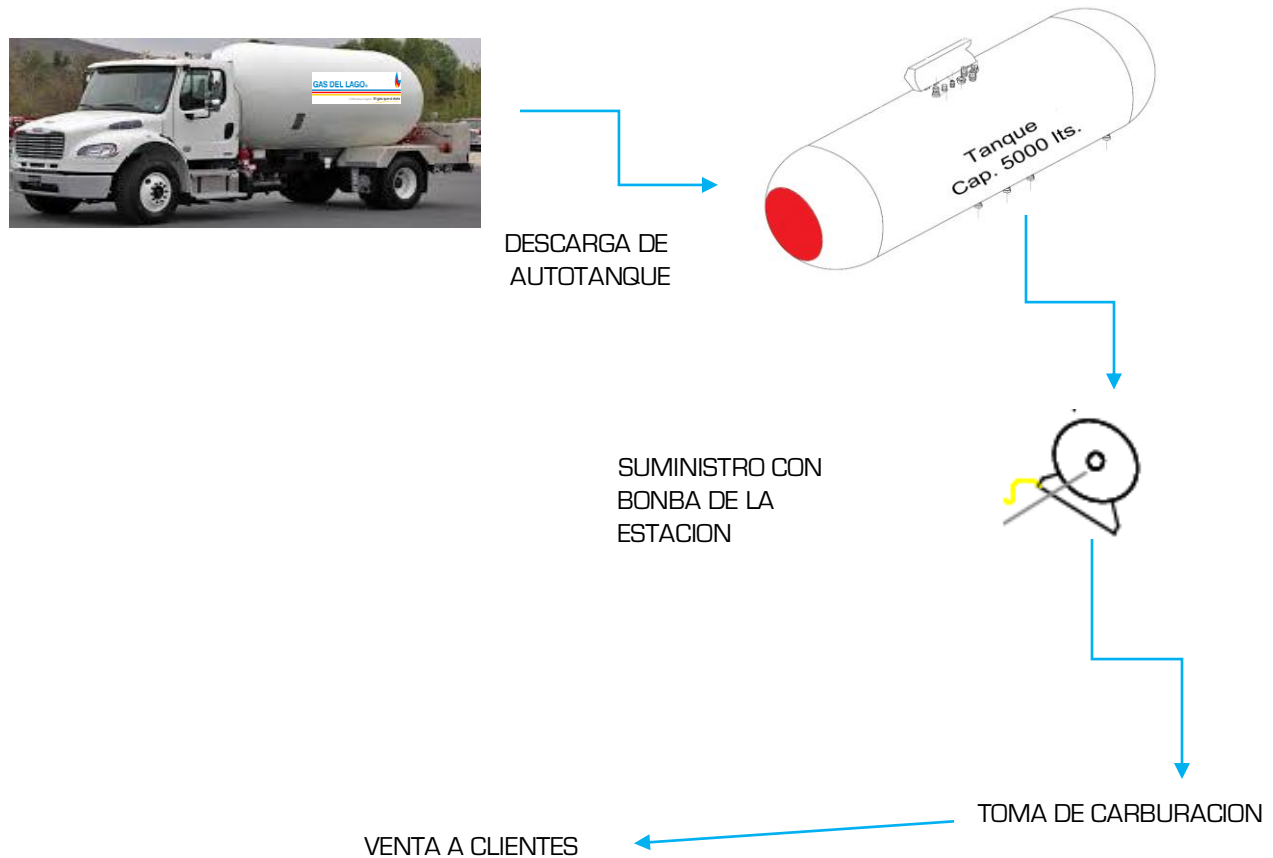 GAS DEL LAGO
Tanque
Cap. 5000 lts.
DESCARGA DE
AUTOTANQUE
SUMINISTRO CON
BONBA DE LA
ESTACION
TOMA DE CARBURACION
VENTA A CLIENTES